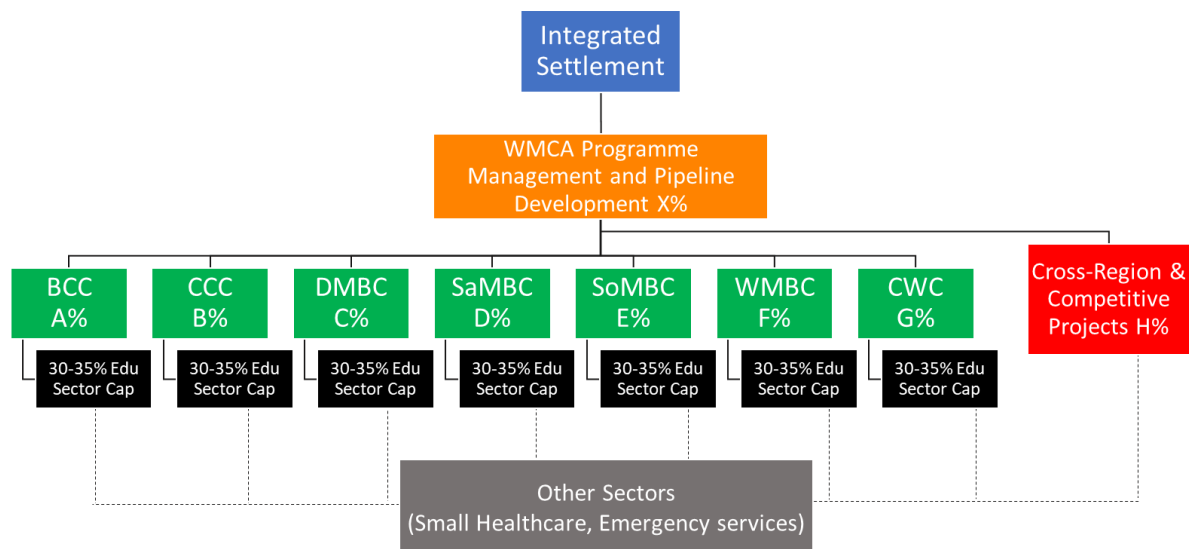 Integrated
Settlement
WMCA Programme
Management and Pipeline
Development X%
BCC
A%
CCC
B%
DMBC
C%
SaMBC
D%
SoMBC
E%
WMBC
F%
CWC
G%
Cross-Region &
Competitive
Projects H%
30-35% Edu
Sector Cap
30-35% Edu
Sector Cap
30-35% Edu
Sector Cap
30-35% Edu
Sector Cap
30-35% Edu
Sector Cap
30-35% Edu
Sector Cap
30-35% Edu
Sector Cap
Other Sectors
(Small Healthcare, Emergency services)